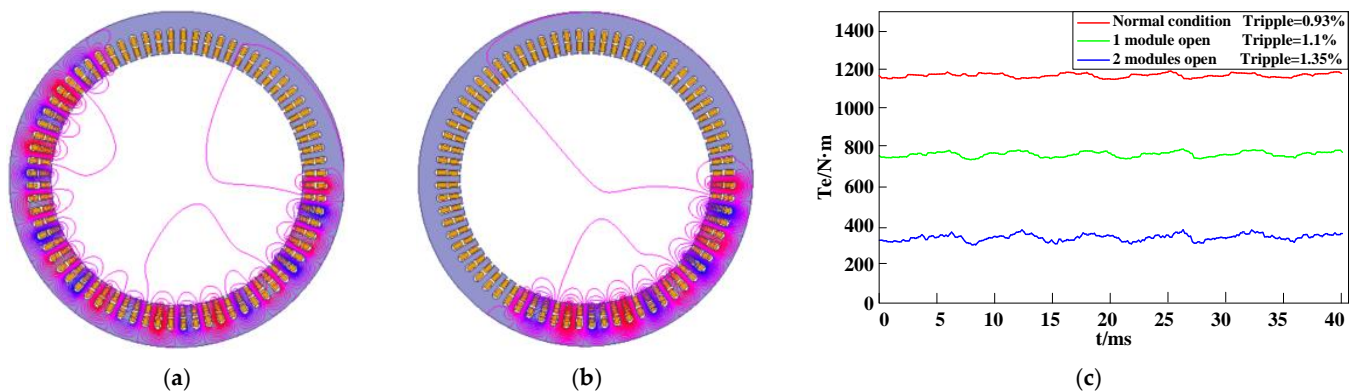 1400
1200
1000
800
600
400
200
0
Te/N·m
Normal condition Tripple=0.93%
1 module open Tripple=1.1%
2 modules open Tripple=1.35%
0 5 10 15 20 25 30 35 40
t/ms
(a) (b) (c)